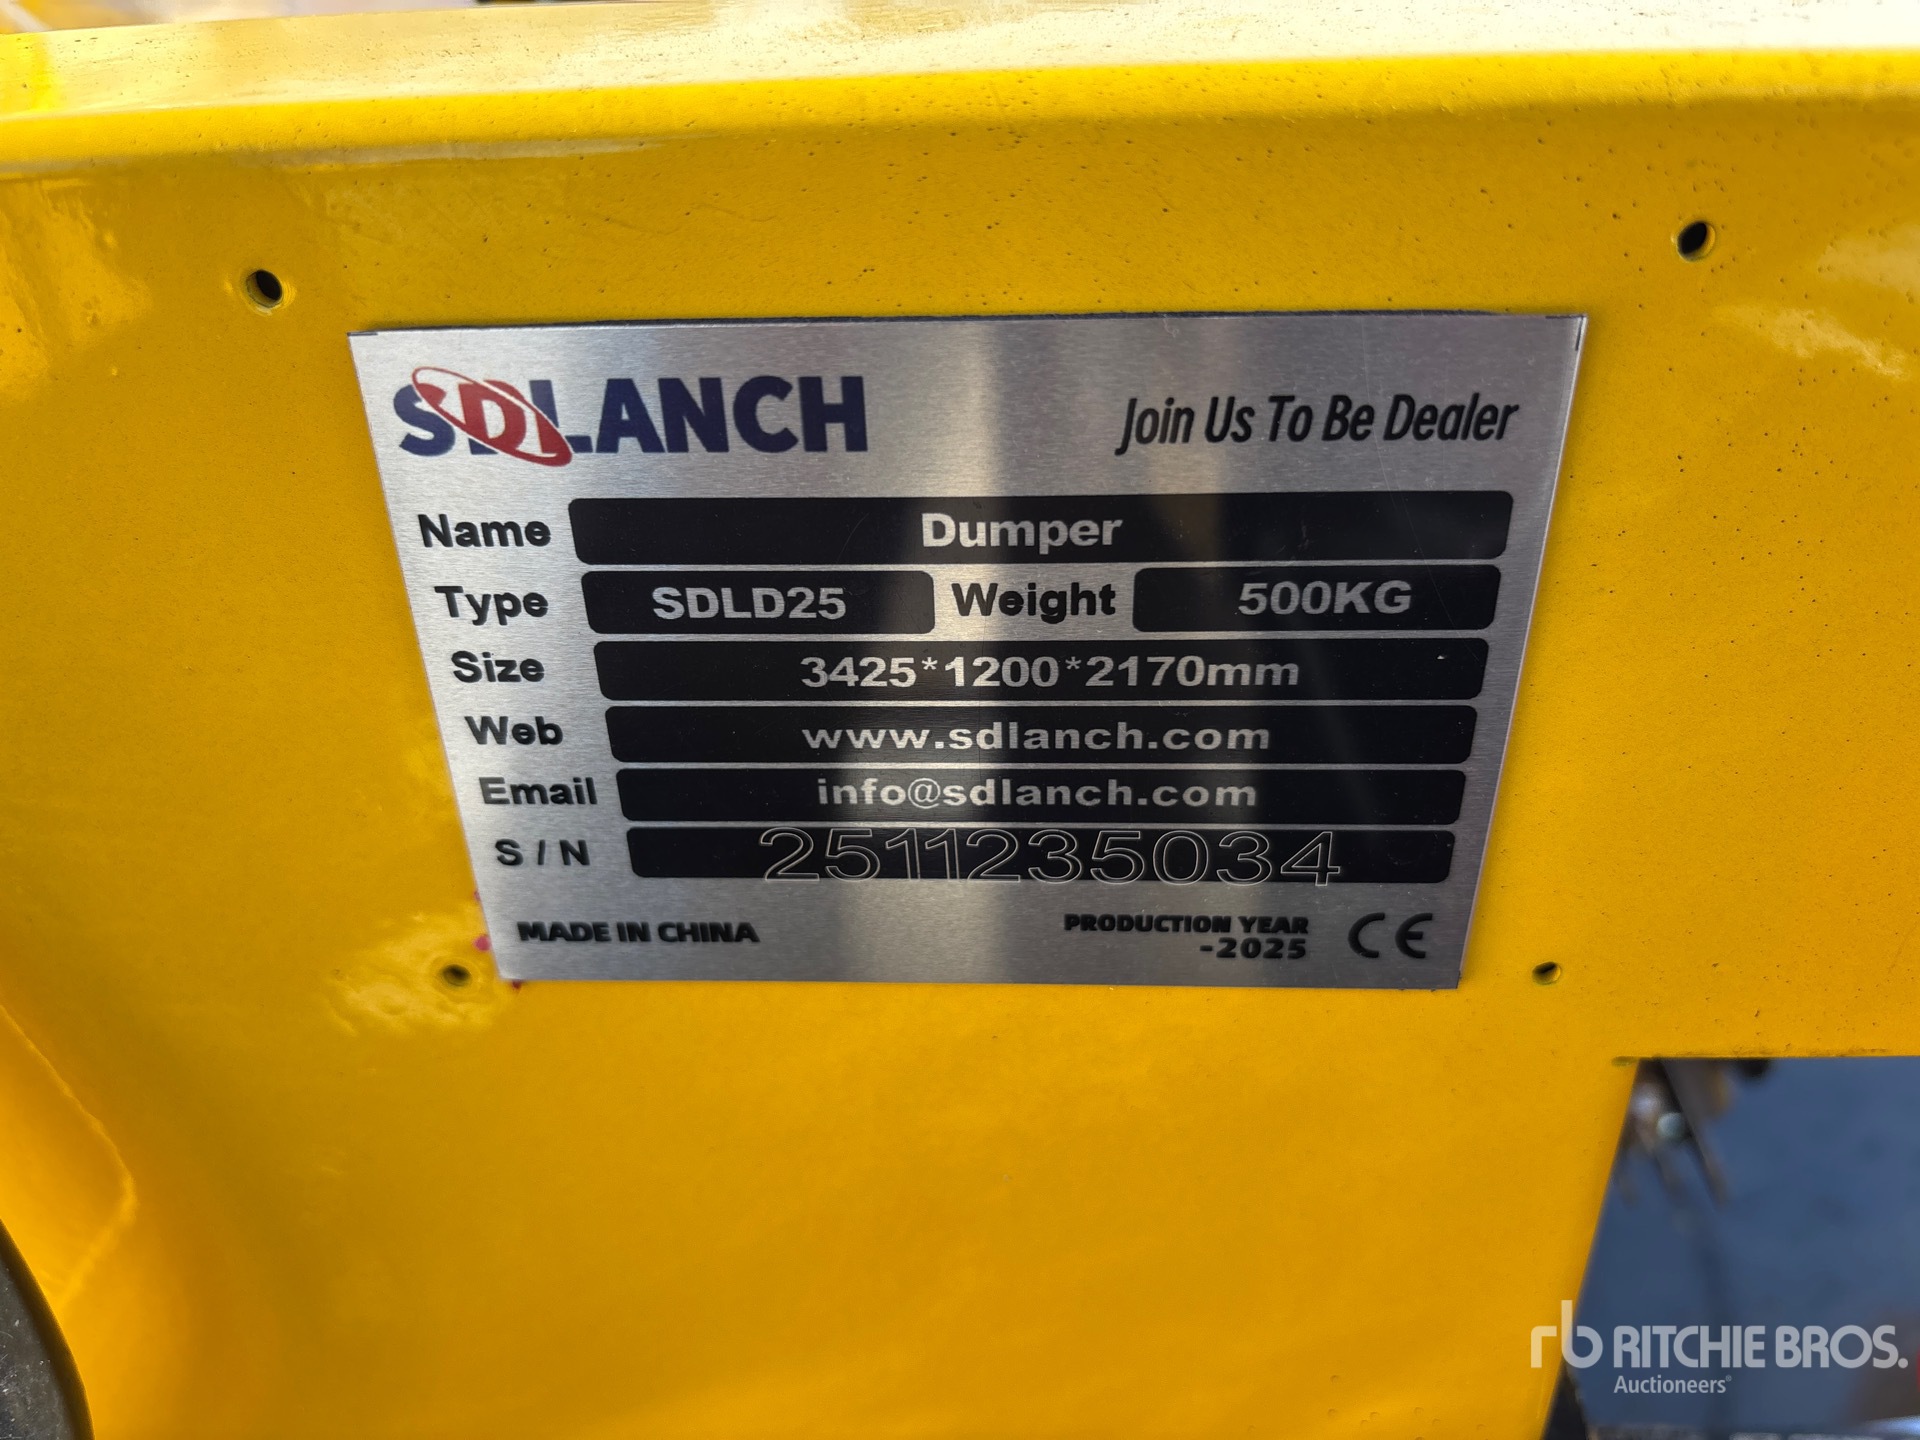 SDLANCH
Join Us To Be Dealer
Name Dumper
Type SDLD25 Weight 500KG
Size 3425*1200*2170mm
Web www.sdlanch.com
Email info@sdlanch.com
S / N 2511235034
MADE IN CHINA
PRODUCTION YEAR
-2025
CE
rb RITCHIE BROS.
Auctioneers®